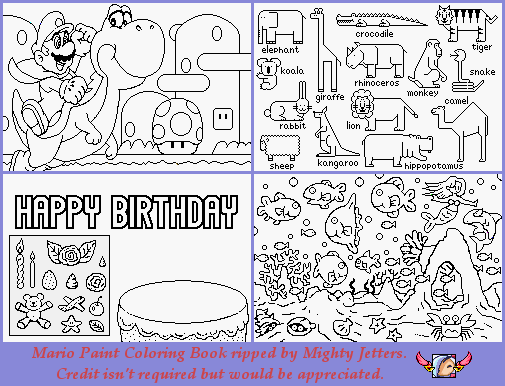 elephant
crocodile
tiger
koala
giraffe
rhinoceros
monkey
snake
rabbit
lion
camel
sheep
kangaroo
hippopotamus
HAPPY BIRTHDAY
Mario Paint Coloring Book ripped by Mighty Jetters.
Credit isn't required but would be appreciated.